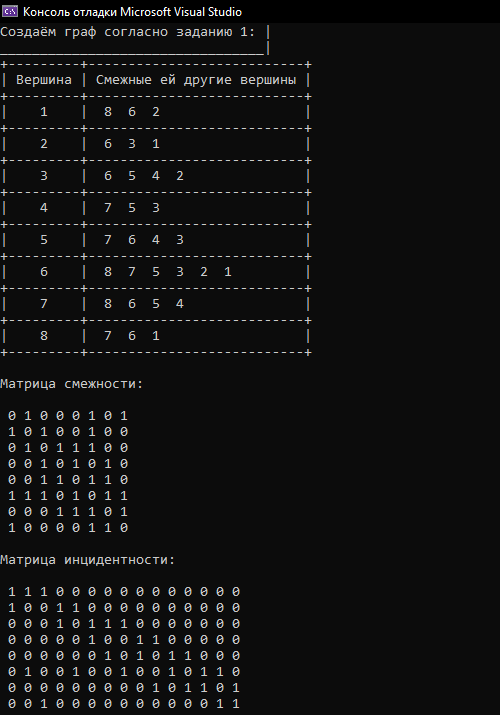 Консоль отладки Microsoft Visual Studio
Создаём граф согласно заданию 1: |
_________________________________|
+---------+---------------------------+
| Вершина | Смежные ей другие вершины |
+---------+---------------------------+
|    1    |  8  6  2                  |
+---------+---------------------------+
|    2    |  6  3  1                  |
+---------+---------------------------+
|    3    |  6  5  4  2               |
+---------+---------------------------+
|    4    |  7  5  3                  |
+---------+---------------------------+
|    5    |  7  6  4  3               |
+---------+---------------------------+
|    6    |  8  7  5  3  2  1         |
+---------+---------------------------+
|    7    |  8  6  5  4               |
+---------+---------------------------+
|    8    |  7  6  1                  |
+---------+---------------------------+
Матрица смежности:
0 1 0 0 0 1 0 1
1 0 1 0 0 1 0 0
0 1 0 1 1 1 0 0
0 0 1 0 1 0 1 0
0 0 1 1 0 1 1 0
1 1 1 0 1 0 1 1
0 0 0 1 1 1 0 1
1 0 0 0 0 1 1 0
Матрица инцидентности:
1 1 1 0 0 0 0 0 0 0 0 0 0 0 0
1 0 0 1 1 0 0 0 0 0 0 0 0 0 0
0 0 0 1 0 1 1 1 0 0 0 0 0 0 0
0 0 0 0 0 1 0 0 1 1 0 0 0 0 0
0 0 0 0 0 0 1 0 1 0 1 1 0 0 0
0 1 0 0 1 0 0 1 0 0 1 0 1 1 0
0 0 0 0 0 0 0 0 0 1 0 1 1 0 1
0 0 1 0 0 0 0 0 0 0 0 0 0 1 1